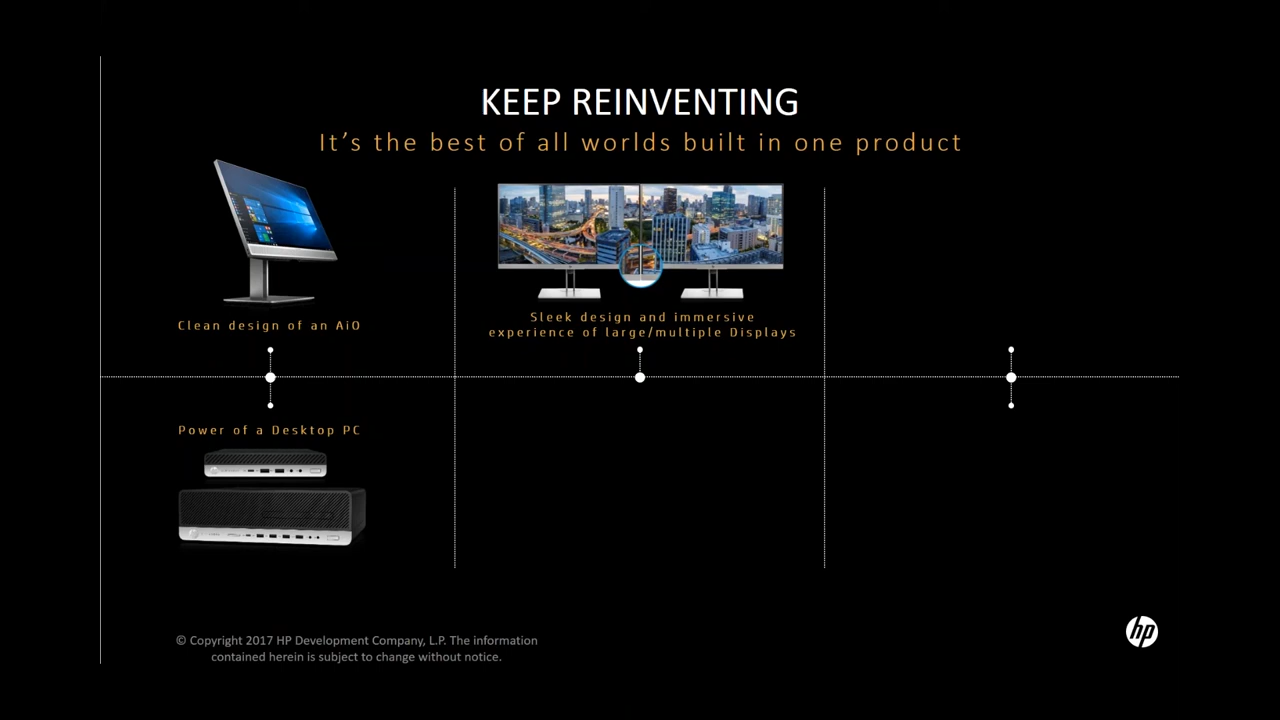 KEEP REINVENTING
It's the best of all worlds built in one product
Clean design of an AiO
Sleek design and immersive
experience of large/multiple Displays
Power of a Desktop PC
© Copyright 2017 HP Development Company, L.P. The information
contained herein is subject to change without notice.
hp